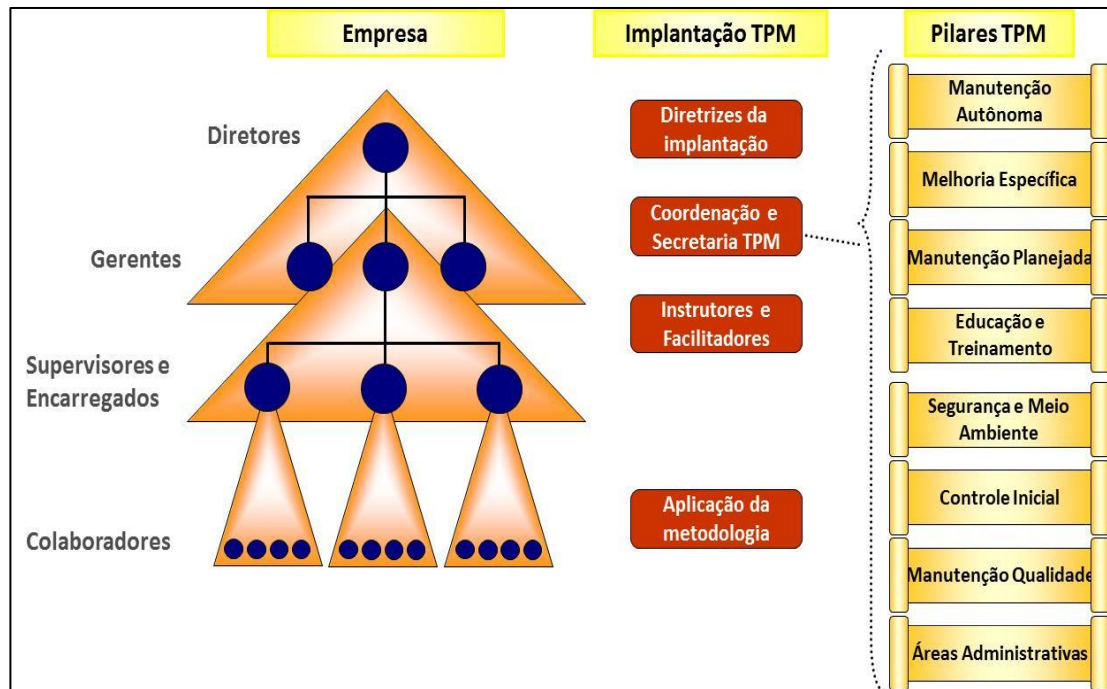 Empresa
Implantação TPM
Pilares TPM
Diretores
Gerentes
Supervisores e
Encarregados
Colaboradores
Diretrizes da
implantação
Coordenação e
Secretaria TPM
Instrutores e
Facilitadores
Aplicação da
metodologia
Manutenção
Autônoma
Melhoria Específica
Manutenção Planejada
Educação e
Treinamento
Segurança e Meio
Ambiente
Controle Inicial
Manutenção Qualidade
Áreas Administrativas